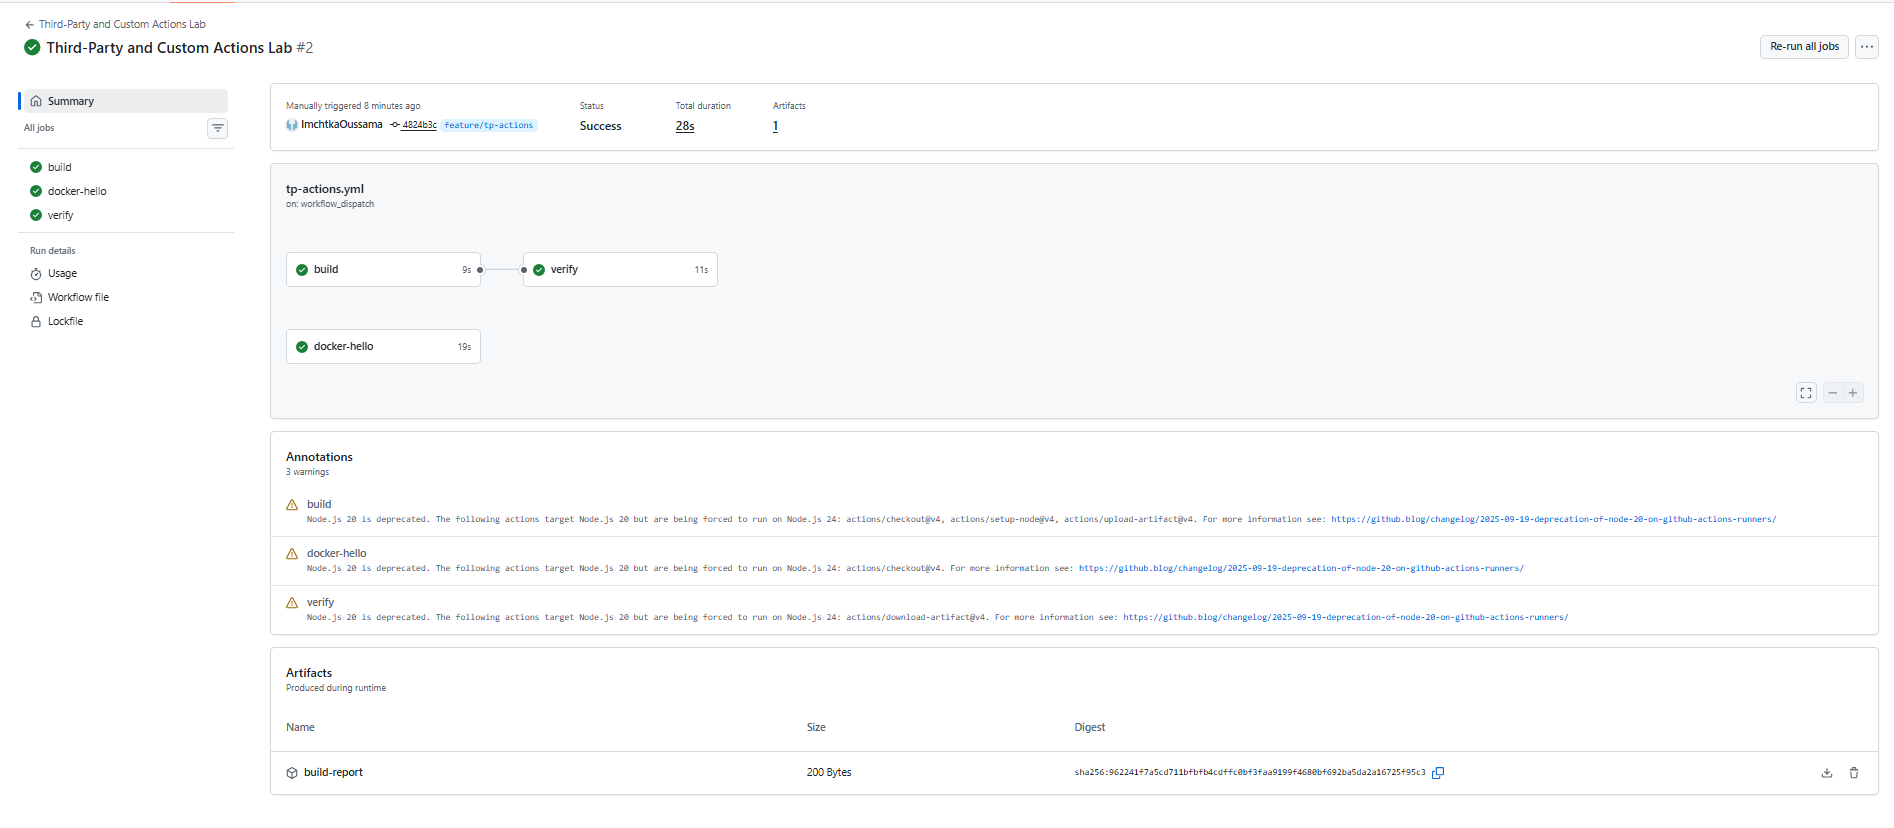 Third-Party and Custom Actions Lab
Third-Party and Custom Actions Lab #2
Re-run all jobs
Summary
All jobs
build
docker-hello
verify
Run details
Usage
Workflow file
Lockfile
Manually triggered 8 minutes ago
ImchtkaOussama 4824b3c feature/tp-actions
Status
Success
Total duration
28s
Artifacts
1
tp-actions.yml
on: workflow_dispatch
build 9s
verify 11s
docker-hello 19s
Annotations
3 warnings
build
Node.js 20 is deprecated. The following actions target Node.js 20 but are being forced to run on Node.js 24: actions/checkout@v4, actions/setup-node@v4, actions/upload-artifact@v4. For more information see: https://github.blog/changelog/2025-09-19-deprecation-of-node-20-on-github-actions-runners/
docker-hello
Node.js 20 is deprecated. The following actions target Node.js 20 but are being forced to run on Node.js 24: actions/checkout@v4. For more information see: https://github.blog/changelog/2025-09-19-deprecation-of-node-20-on-github-actions-runners/
verify
Node.js 20 is deprecated. The following actions target Node.js 20 but are being forced to run on Node.js 24: actions/download-artifact@v4. For more information see: https://github.blog/changelog/2025-09-19-deprecation-of-node-20-on-github-actions-runners/
Artifacts
Produced during runtime
Name Size Digest
build-report 200 Bytes sha256:962241f7a5cd711bfbfb4cdffc0bf3faa9199f4680bf692ba5da2a16725f95c3